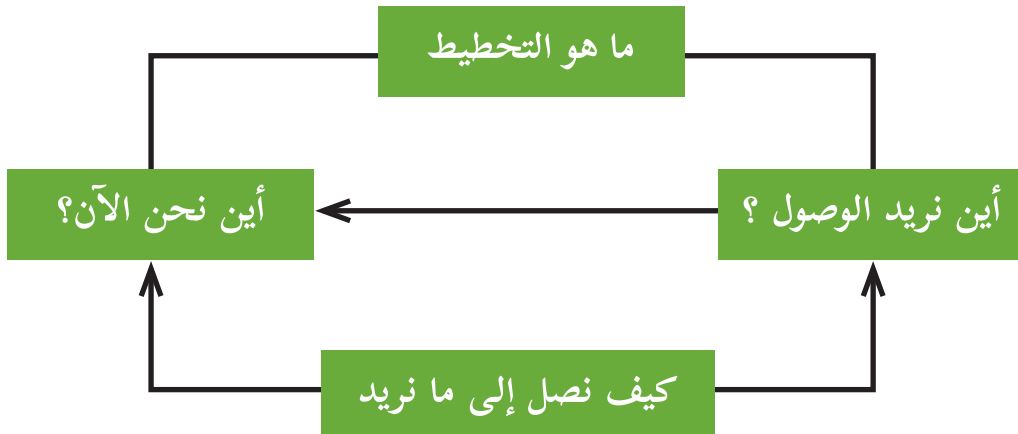 ما هو التخطيط
أين نريد الوصول ؟
أين نحن الآن؟
كيف نصل إلى ما نريد